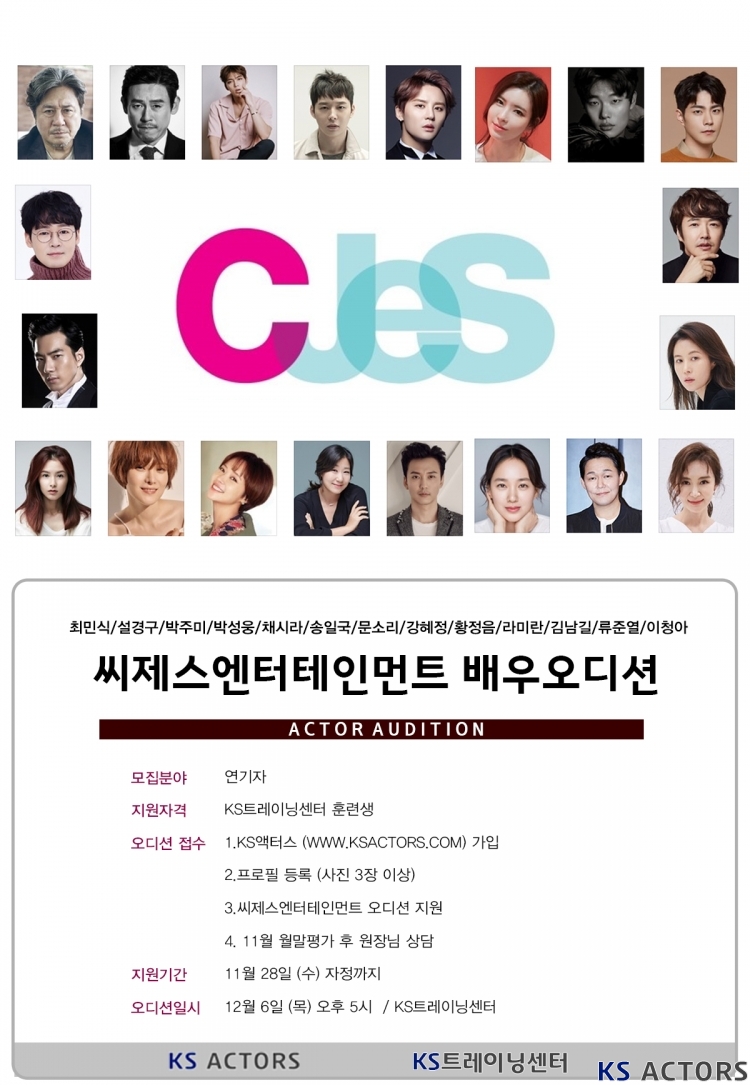 CJeS
최민식/설경구/박주미/박성웅/채시라/송일국/문소리/강혜정/황정음/라미란/김남길/류준열/이청아
씨제스엔터테인먼트 배우오디션
ACTOR AUDITION
모집분야 연기자
지원자격 KS트레이닝센터 훈련생
오디션 접수 1.KS액터스 (WWW.KSACTORS.COM) 가입
2.프로필 등록 (사진 3장 이상)
3.씨제스엔터테인먼트 오디션 지원
4. 11월 월말평가 후 원장님 상담
지원기간 11월 28일 (수) 자정까지
오디션일시 12월 6일 (목) 오후 5시 / KS트레이닝센터
KS ACTORS KS트레이닝센터
KS ACTORS